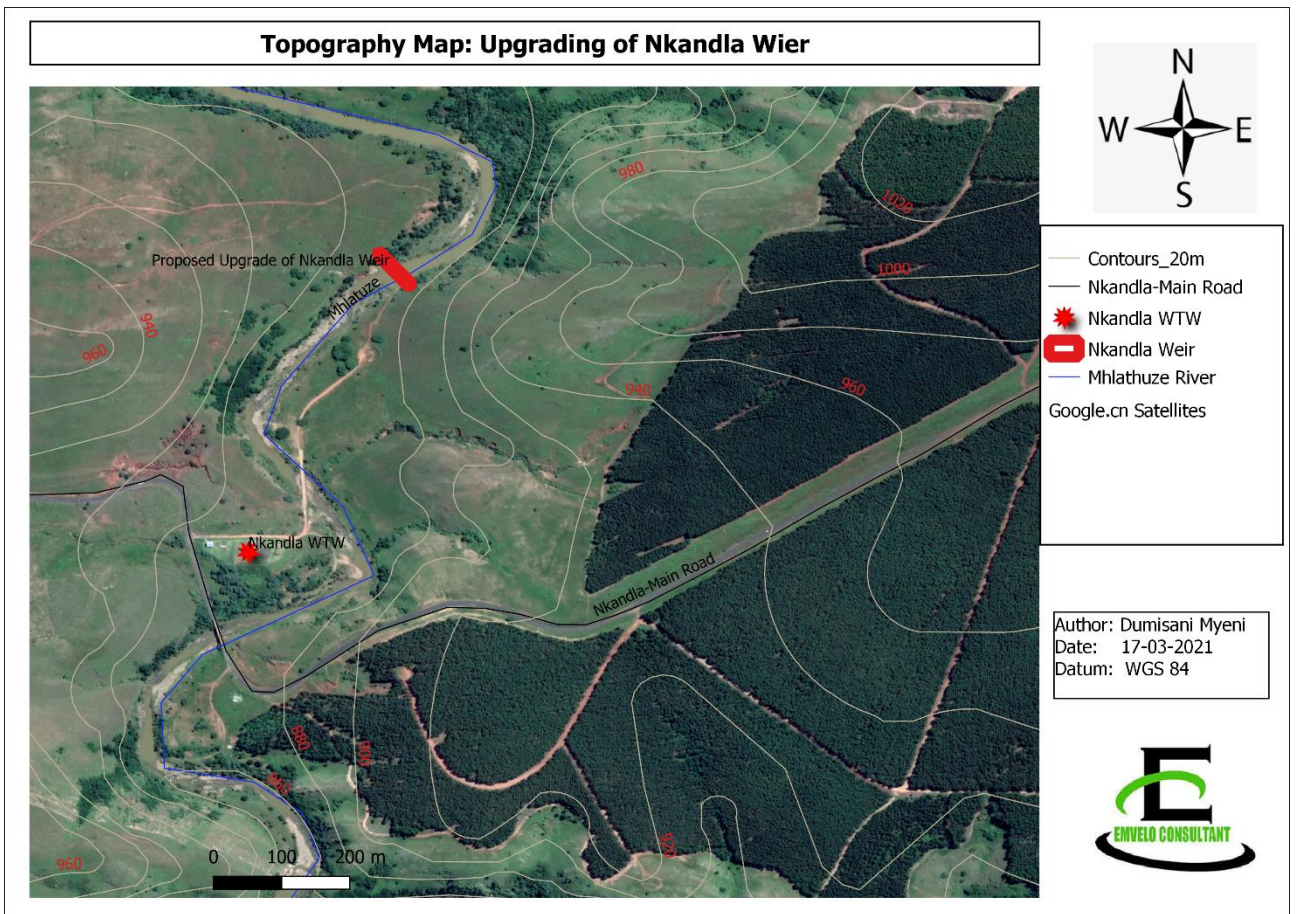 Topography Map: Upgrading of Nkandla Wier
N
W E
S
980
1020
1000
Proposed Upgrade of Nkandla Weir
Mhlatuze
940
960
940
960
Nkandla WTW
Nkandla-Main Road
880
900
860
920
960
0 100 200 m
Contours_20m
Nkandla-Main Road
Nkandla WTW
Nkandla Weir
Mhlathuze River
Google.cn Satellites
Author: Dumisani Myeni
Date: 17-03-2021
Datum: WGS 84
E
EMVELO CONSULTANT